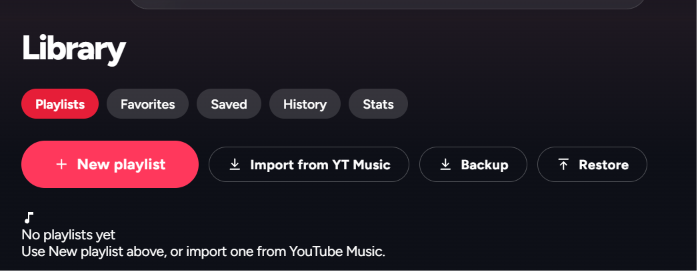 Library
Playlists Favorites Saved History Stats
+ New playlist Import from YT Music Backup Restore
No playlists yet
Use New playlist above, or import one from YouTube Music.